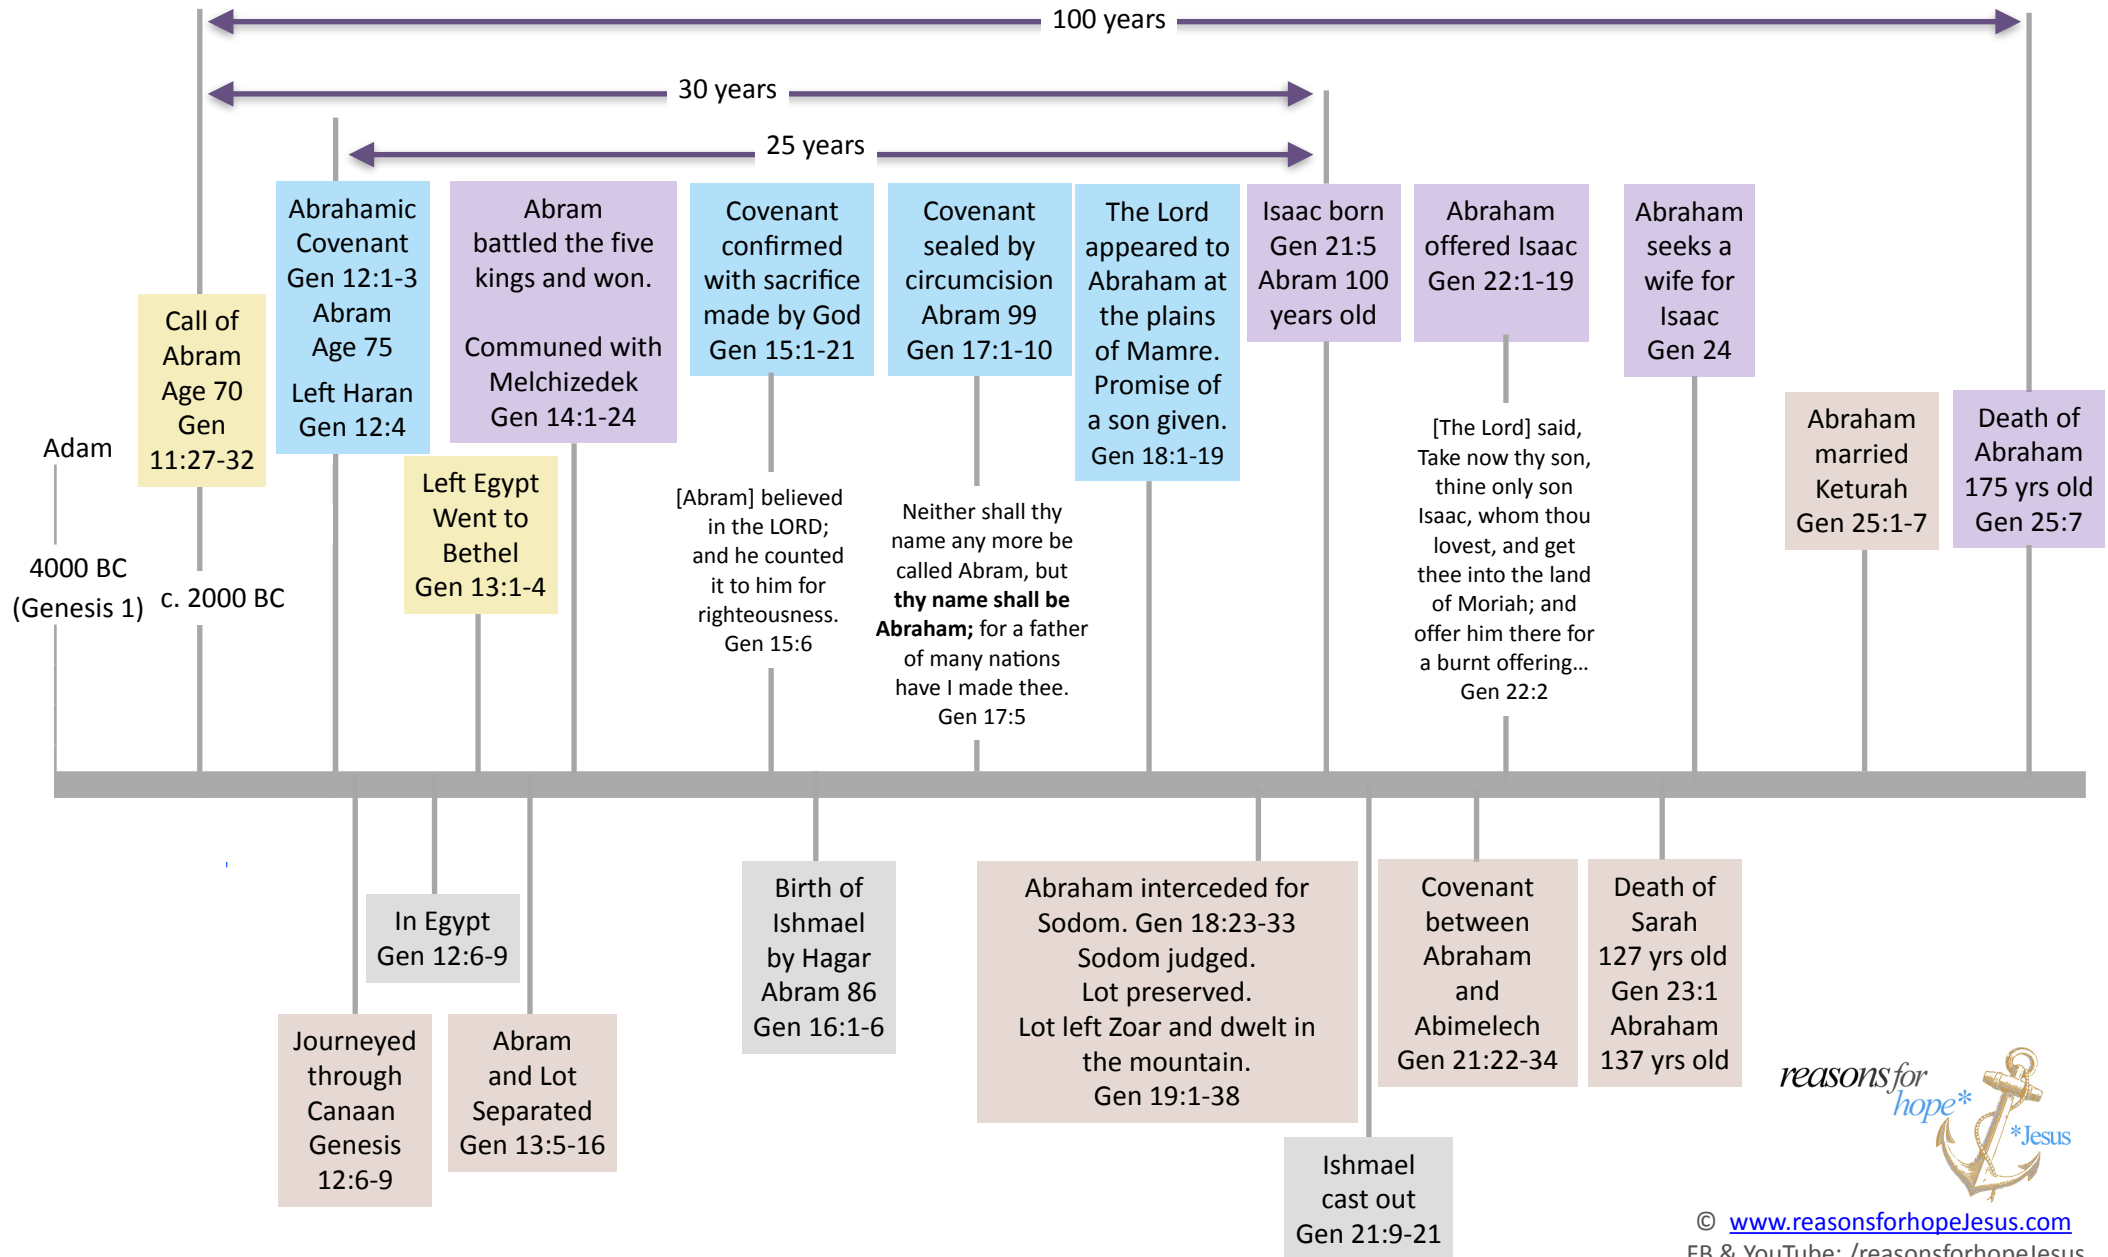 100 years
30 years
25 years
Adam
4000 BC
(Genesis 1)
Call of
Abram
Age 70
Gen
11:27-32
c. 2000 BC
Abrahamic
Covenant
Gen 12:1-3
Abram
Age 75
Left Haran
Gen 12:4
Abram
battled the five
kings and won.
Communed with
Melchizedek
Gen 14:1-24
Left Egypt
Went to
Bethel
Gen 13:1-4
Covenant
confirmed
with sacrifice
made by God
Gen 15:1-21
[Abram] believed
in the LORD;
and he counted
it to him for
righteousness.
Gen 15:6
Covenant
sealed by
circumcision
Abram 99
Gen 17:1-10
Neither shall thy
name any more be
called Abram, but
thy name shall be
Abraham; for a father
of many nations
have I made thee.
Gen 17:5
The Lord
appeared to
Abraham at
the plains
of Mamre.
Promise of
a son given.
Gen 18:1-19
Isaac born
Gen 21:5
Abram 100
years old
Abraham
offered Isaac
Gen 22:1-19
[The Lord] said,
Take now thy son,
thine only son
Isaac, whom thou
lovest, and get
thee into the land
of Moriah; and
offer him there for
a burnt offering...
Gen 22:2
Abraham
seeks a
wife for
Isaac
Gen 24
Abraham
married
Keturah
Gen 25:1-7
Death of
Abraham
175 yrs old
Gen 25:7
Journeyed
through
Canaan
Genesis
12:6-9
In Egypt
Gen 12:6-9
Abram
and Lot
Separated
Gen 13:5-16
Birth of
Ishmael
by Hagar
Abram 86
Gen 16:1-6
Abraham interceded for
Sodom. Gen 18:23-33
Sodom judged.
Lot preserved.
Lot left Zoar and dwelt in
the mountain.
Gen 19:1-38
Ishmael
cast out
Gen 21:9-21
Covenant
between
Abraham
and
Abimelech
Gen 21:22-34
Death of
Sarah
127 yrs old
Gen 23:1
Abraham
137 yrs old
reasons for
hope*
*Jesus
© www.reasonsforhopeJesus.com
FB & YouTube: /reasonsforhopeJesus